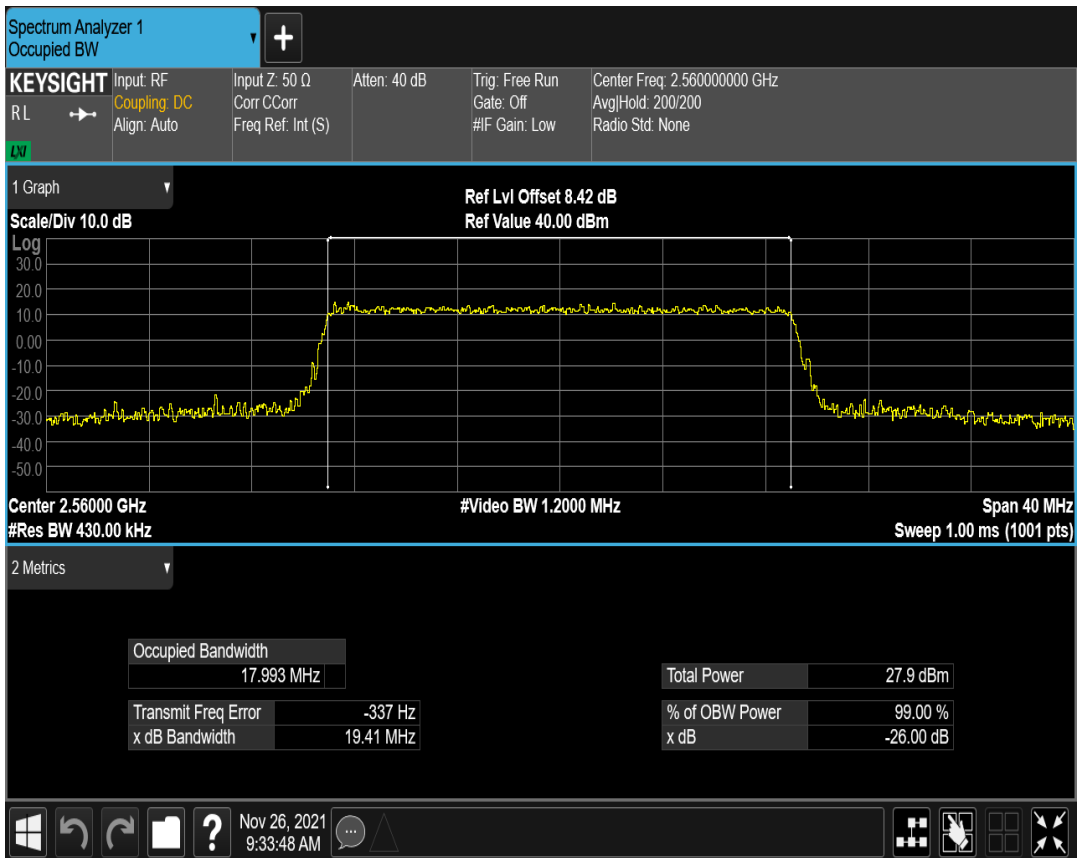 Spectrum Analyzer 1
Occupied BW
KEYSIGHT
R L
LXI
Input: RF
Coupling: DC
Align: Auto
Input Z: 50 Ω
Corr CCorr
Freq Ref: Int (S)
Atten: 40 dB
Trig: Free Run
Gate: Off
#IF Gain: Low
Center Freq: 2.560000000 GHz
Avg|Hold: 200/200
Radio Std: None
1 Graph
Scale/Div 10.0 dB
Ref Lvl Offset 8.42 dB
Ref Value 40.00 dBm
Log
30.0
20.0
10.0
0.00
-10.0
-20.0
-30.0
-40.0
-50.0
Center 2.56000 GHz
#Video BW 1.2000 MHz
Span 40 MHz
#Res BW 430.00 kHz
Sweep 1.00 ms (1001 pts)
2 Metrics
Occupied Bandwidth
17.993 MHz
Total Power 27.9 dBm
Transmit Freq Error -337 Hz
% of OBW Power 99.00 %
x dB Bandwidth 19.41 MHz
x dB -26.00 dB
?
Nov 26, 2021
9:33:48 AM